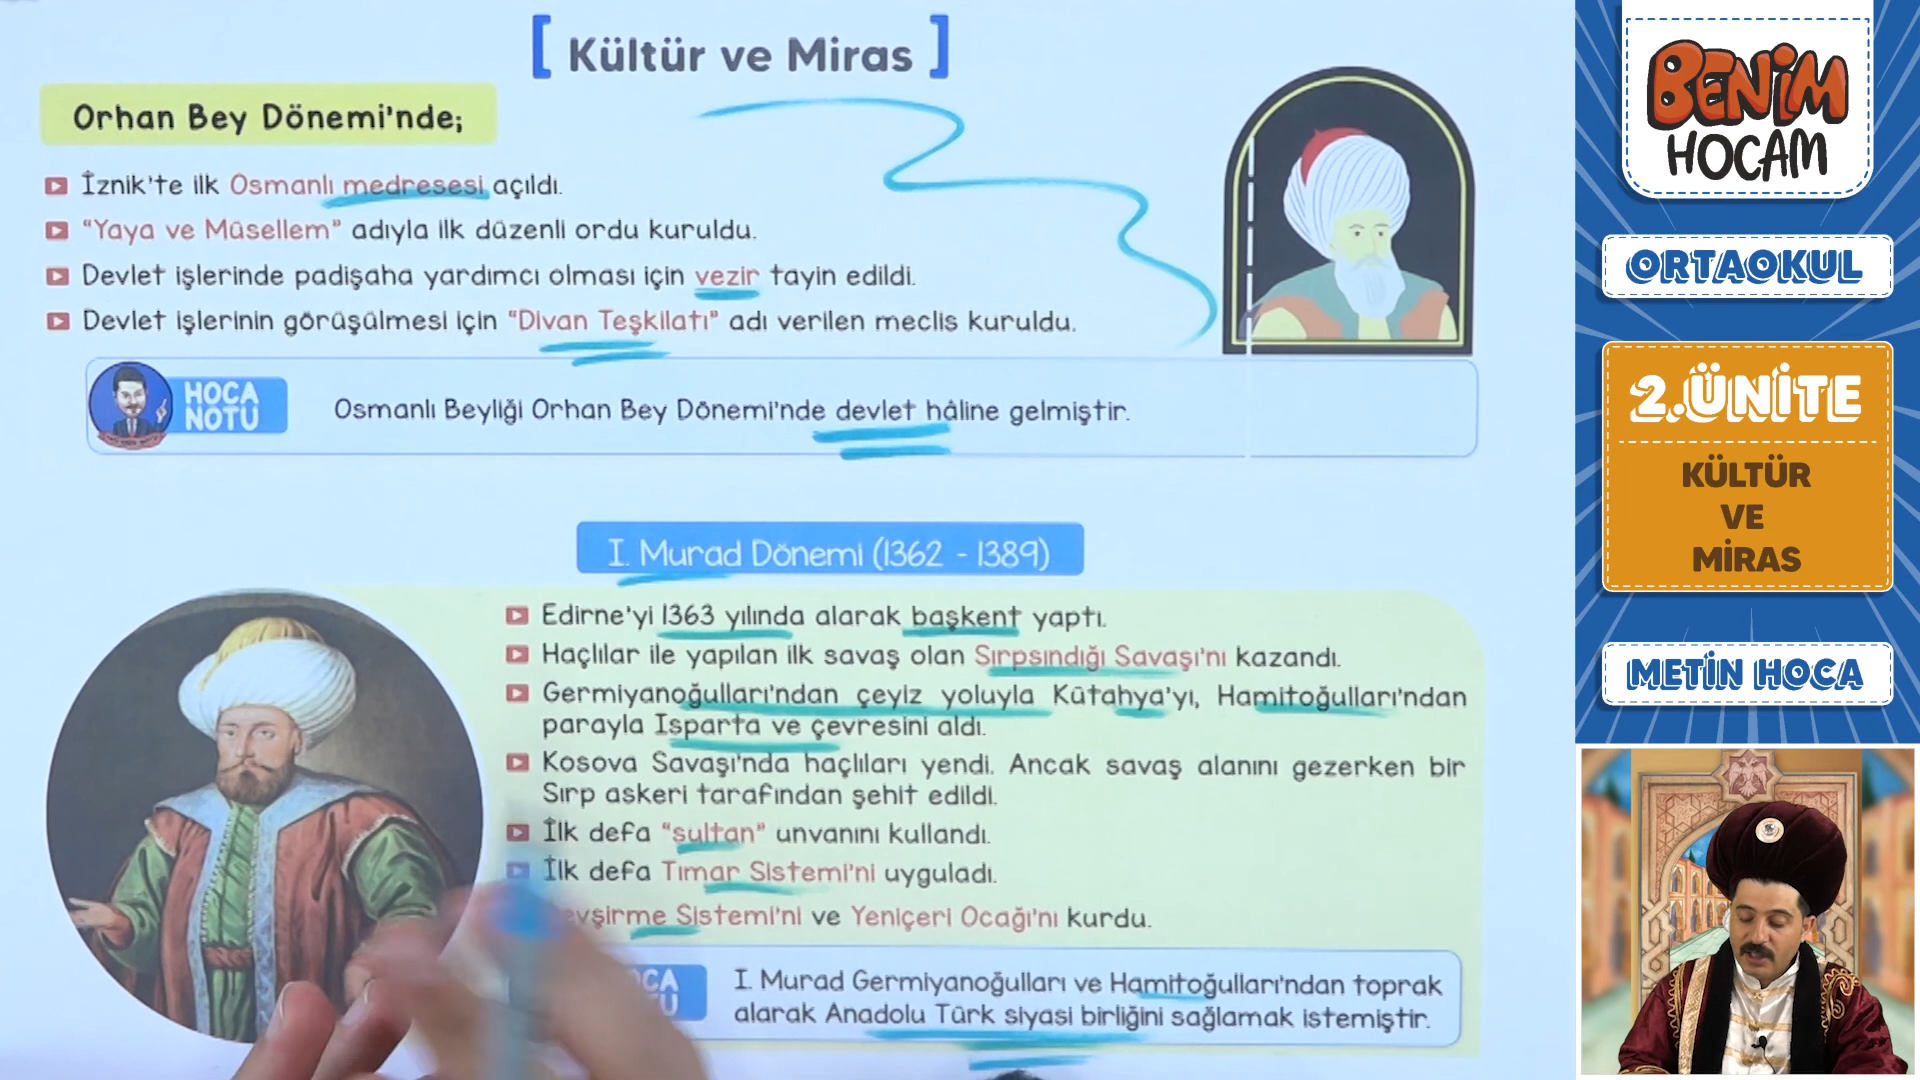 [ Kültür ve Miras ]
Orhan Bey Dönemi'nde;
İznik'te ilk Osmanlı medresesi açıldı.
“Yaya ve Müsellem” adıyla ilk düzenli ordu kuruldu.
Devlet işlerinde padişaha yardımcı olması için vezir tayin edildi.
Devlet işlerinin görüşülmesi için “Divan Teşkilatı” adı verilen meclis kuruldu.
HOCA
NOTU
Osmanlı Beyliği Orhan Bey Dönemi'nde devlet hâline gelmiştir.
I. Murad Dönemi (1362 - 1389)
Edirne'yi 1363 yılında alarak başkent yaptı.
Haçlılar ile yapılan ilk savaş olan Sırpsındığı Savaşı'nı kazandı.
Germiyanoğulları'ndan çeyiz yoluyla Kütahya'yı, Hamitoğulları'ndan
parayla Isparta ve çevresini aldı.
Kosova Savaşı'nda haçlıları yendi. Ancak savaş alanını gezerken bir
Sırp askeri tarafından şehit edildi.
İlk defa “sultan” unvanını kullandı.
İlk defa Tımar Sistemi'ni uyguladı.
evşirme Sistemi'ni ve Yeniçeri Ocağı'nı kurdu.
CA
U
I. Murad Germiyanoğulları ve Hamitoğulları'ndan toprak
alarak Anadolu Türk siyasi birliğini sağlamak istemiştir.
BENİM
HOCAM
ORTAOKUL
2.ÜNİTE
KÜLTÜR
VE
MİRAS
METİN HOCA